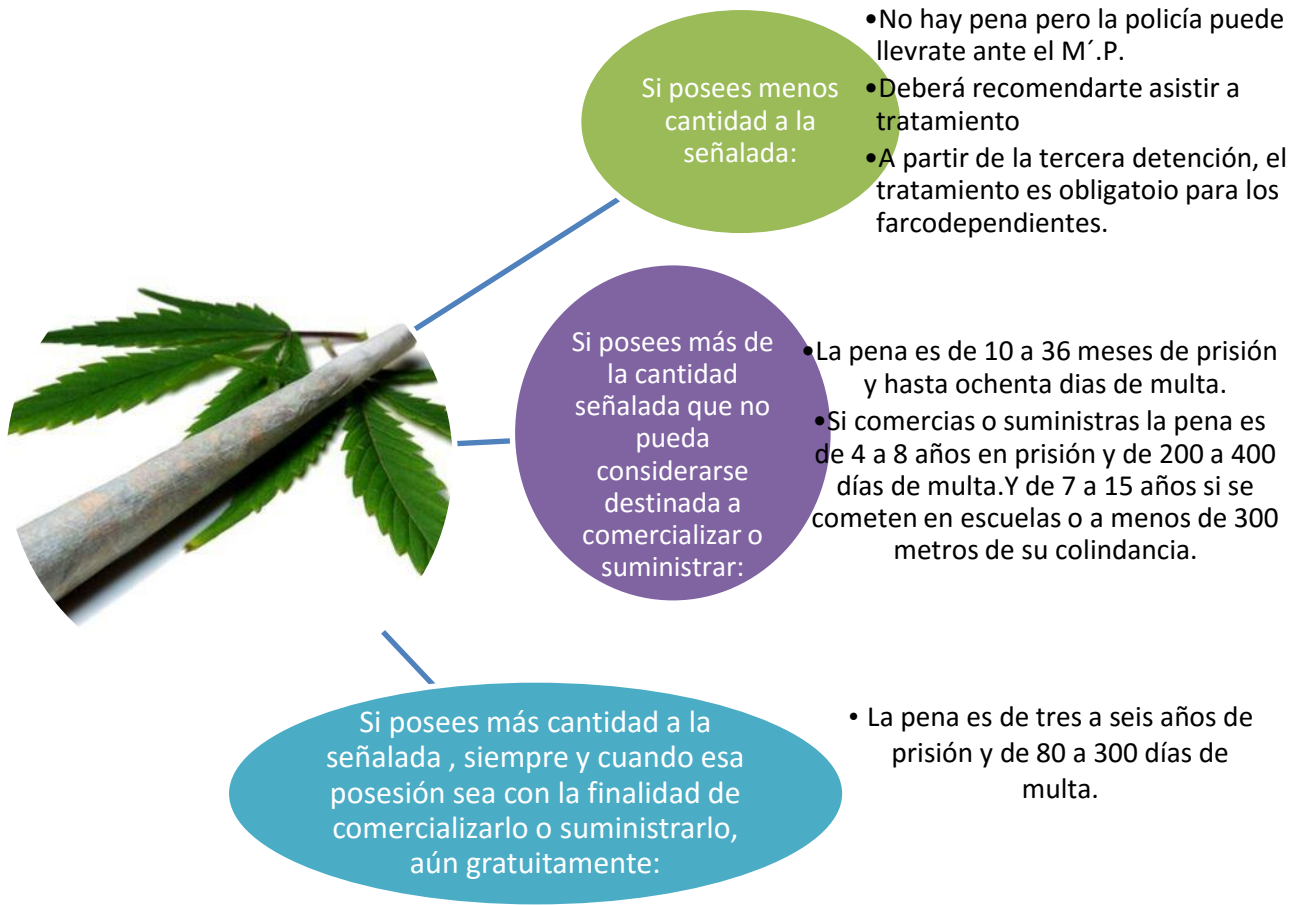 Si posees menos
cantidad a la
señalada:
•No hay pena pero la policía puede
llevrate ante el M´.P.
•Deberá recomendarte asistir a
tratamiento
•A partir de la tercera detención, el
tratamiento es obligatoio para los
farcodependientes.
Si posees más de
la cantidad
señalada que no
pueda
considerarse
destinada a
comercializar o
suministrar:
•La pena es de 10 a 36 meses de prisión
y hasta ochenta dias de multa.
•Si comercias o suministras la pena es
de 4 a 8 años en prisión y de 200 a 400
días de multa.Y de 7 a 15 años si se
cometen en escuelas o a menos de 300
metros de su colindancia.
Si posees más cantidad a la
señalada , siempre y cuando esa
posesión sea con la finalidad de
comercializarlo o suministrarlo,
aún gratuitamente:
• La pena es de tres a seis años de
prisión y de 80 a 300 días de
multa.